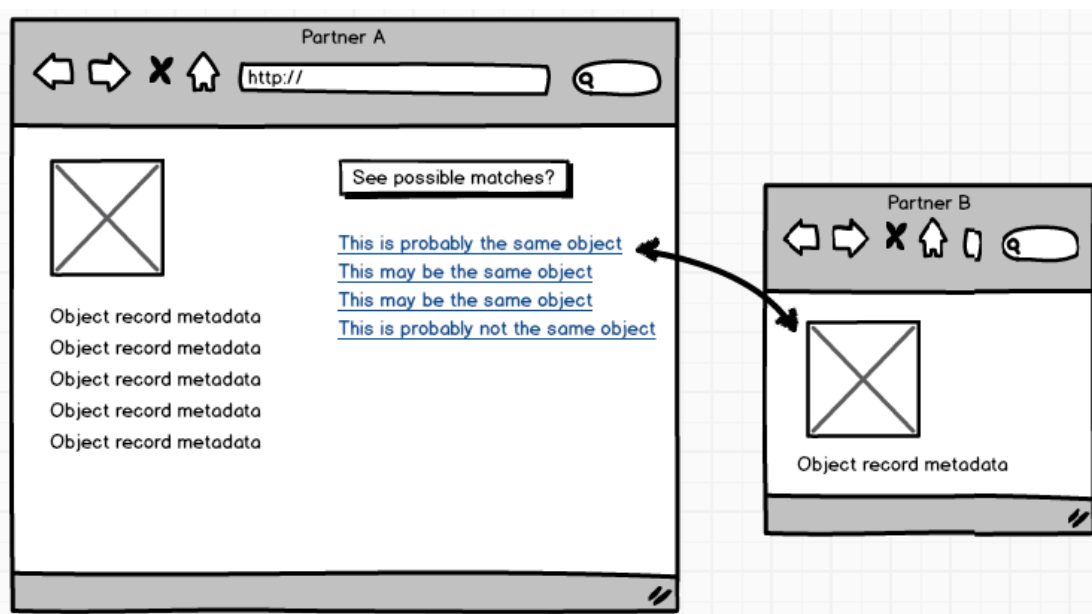 Partner A
http://
See possible matches?
This is probably the same object
This may be the same object
This may be the same object
This is probably not the same object
Object record metadata
Object record metadata
Object record metadata
Object record metadata
Object record metadata
Partner B
Object record metadata